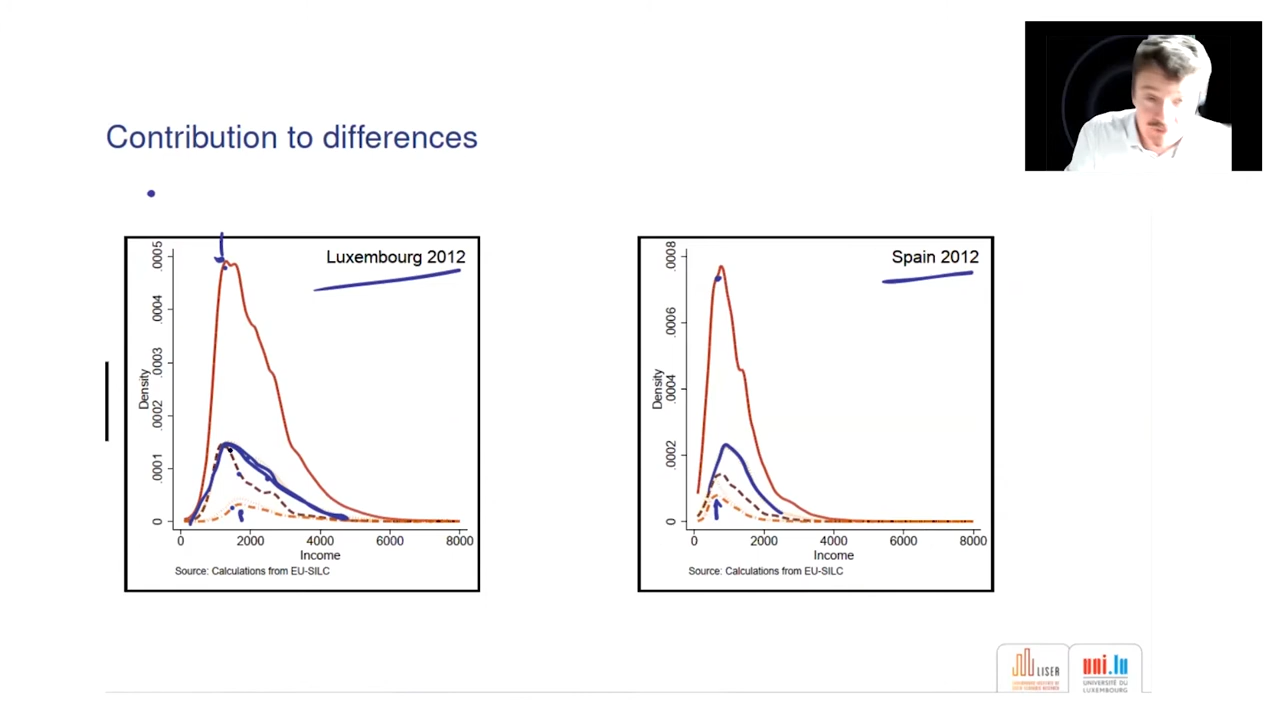 Contribution to differences
Luxembourg 2012
.0005
.0004
.0003
.0002
.0001
0
Density
0 2000 4000 6000 8000
Income
Source: Calculations from EU-SILC
Spain 2012
.0008
.0006
.0004
.0002
0
Density
0 2000 4000 6000 8000
Income
Source: Calculations from EU-SILC
LISER
uni.lu
UNIVERSITÉ DU
LUXEMBOURG